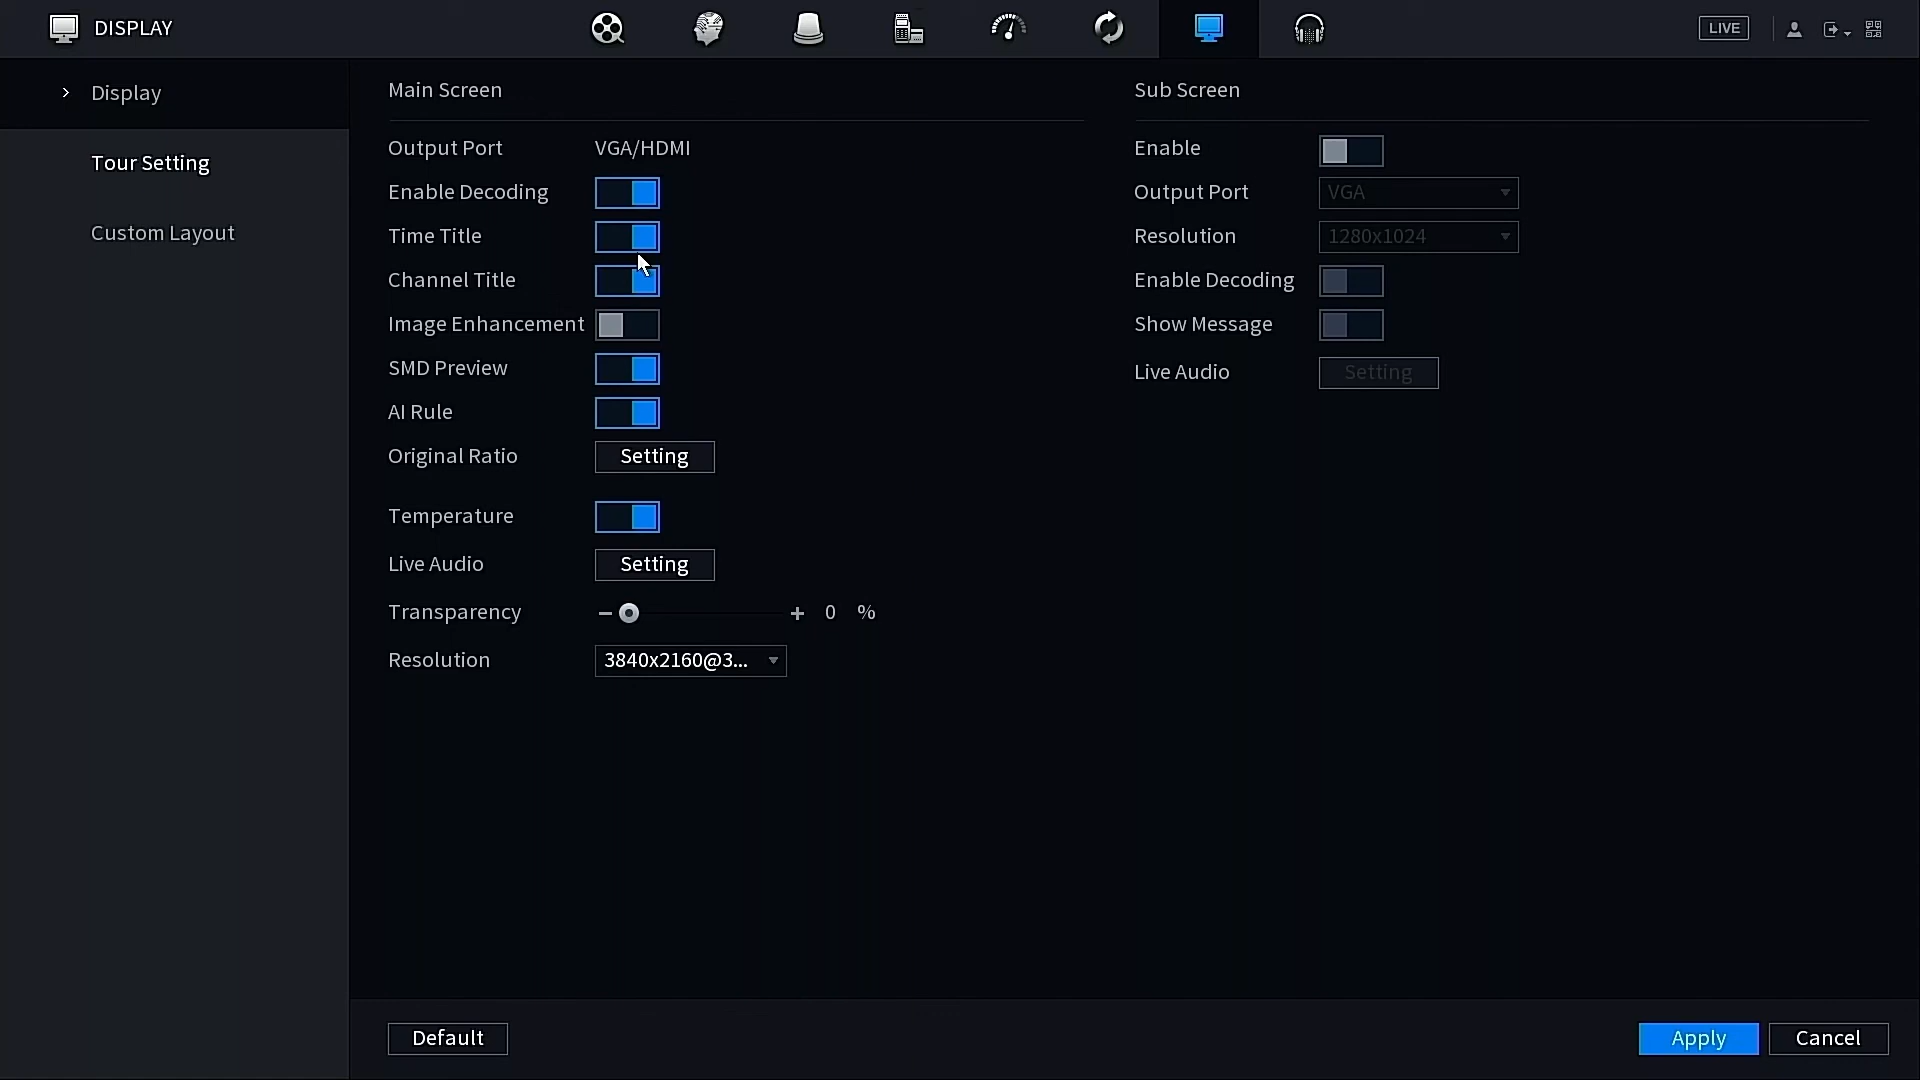 DISPLAY
LIVE
Display
Tour Setting
Custom Layout
Main Screen
Output Port VGA/HDMI
Enable Decoding
Time Title
Channel Title
Image Enhancement
SMD Preview
AI Rule
Original Ratio Setting
Temperature
Live Audio Setting
Transparency 0 %
Resolution 3840x2160@3...
Sub Screen
Enable
Output Port VGA
Resolution 1280x1024
Enable Decoding
Show Message
Live Audio Setting
Default
Apply
Cancel